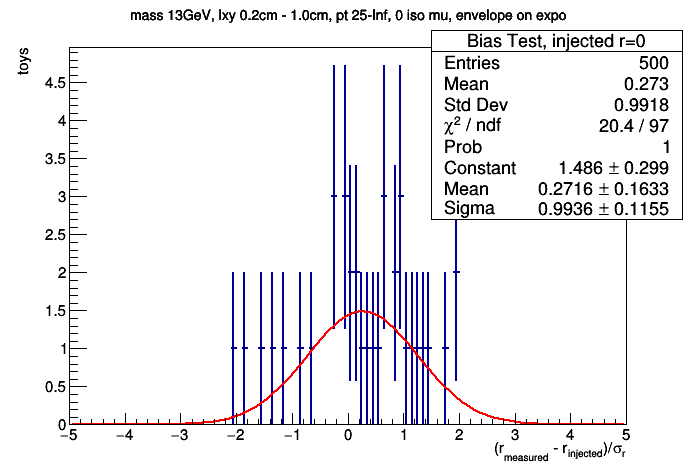 mass 13GeV, lxy 0.2cm - 1.0cm, pt 25-Inf, 0 iso mu, envelope on expo
toys
Bias Test, injected r=0
Entries 500
Mean 0.273
Std Dev 0.9918
χ² / ndf 20.4 / 97
Prob 1
Constant 1.486 ± 0.299
Mean 0.2716 ± 0.1633
Sigma 0.9936 ± 0.1155
4.5
4
3.5
3
2.5
2
1.5
1
0.5
0
−5 −4 −3 −2 −1 0 1 2 3 4 5
(r_measured - r_injected)/σ_r